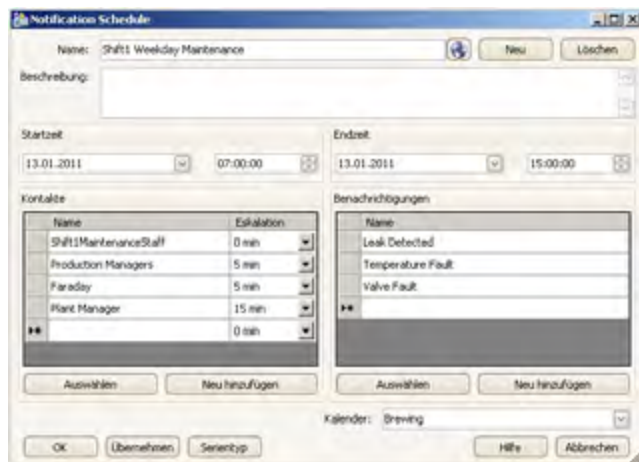 Notification Schedule
Name: Shift1 Weekday Maintenance Neu Löschen
Beschreibung:
Startzeit Endzeit
13.01.2011 07:00:00 13.01.2011 15:00:00
Kontakte Benachrichtigungen
Name Eskalation Name
Shift1MaintenanceStaff 0 min Leak Detected
Production Managers 5 min Temperature Fault
Faraday 5 min Valve Fault
Plant Manager 15 min
0 min
Auswählen Neu hinzufügen Auswählen Neu hinzufügen
Kalender: Brewing
OK Übernehmen Serientyp Hilfe Abbrechen